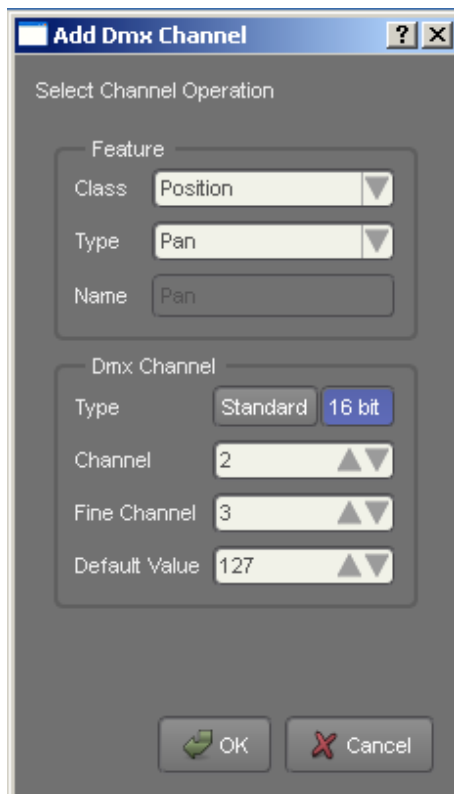 Add Dmx Channel
Select Channel Operation
Feature
Class Position
Type Pan
Name Pan
Dmx Channel
Type Standard 16 bit
Channel 2
Fine Channel 3
Default Value 127
OK Cancel